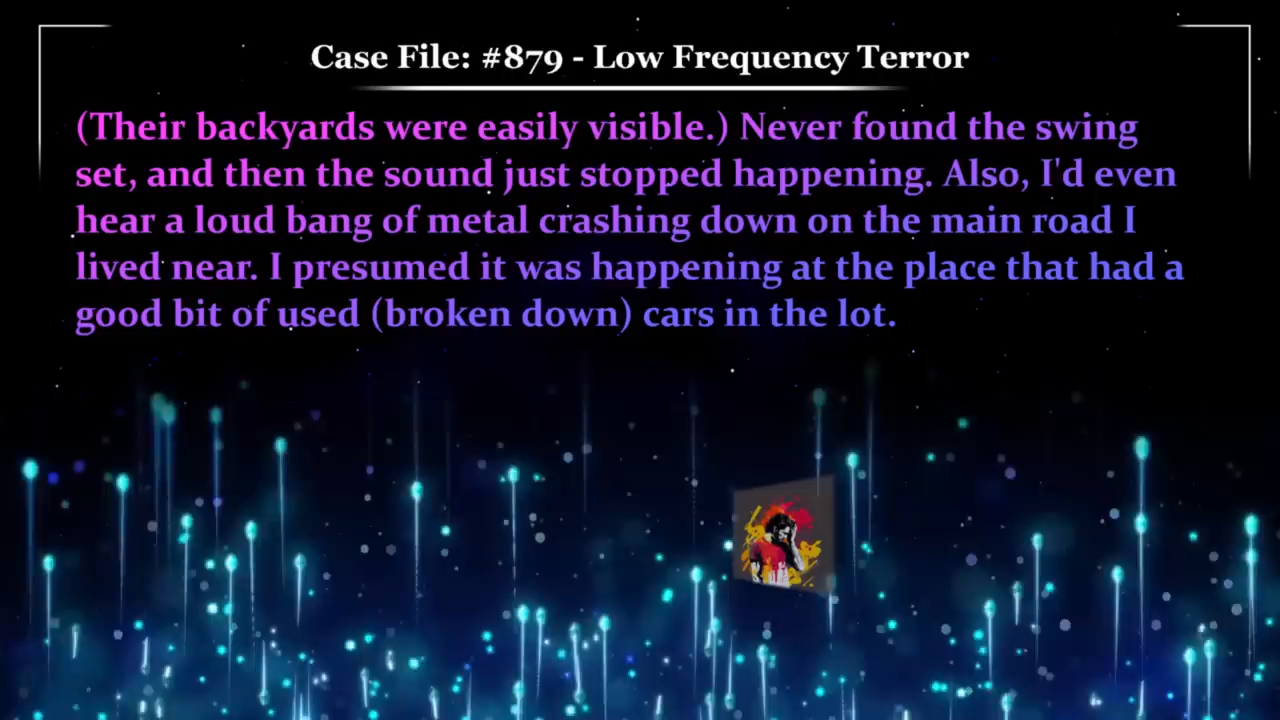 Case File: #879 - Low Frequency Terror
(Their backyards were easily visible.) Never found the swing
set, and then the sound just stopped happening. Also, I'd even
hear a loud bang of metal crashing down on the main road I
lived near. I presumed it was happening at the place that had a
good bit of used (broken down) cars in the lot.